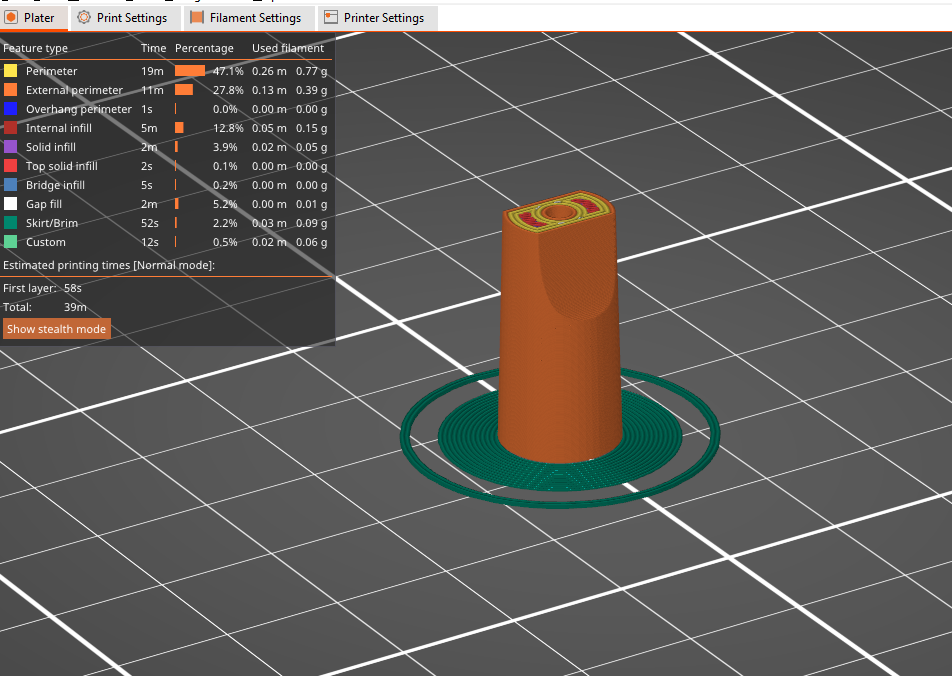 Plater Print Settings Filament Settings Printer Settings
Feature type Time Percentage Used filament
Perimeter 19m 47.1% 0.26 m 0.77 g
External perimeter 11m 27.8% 0.13 m 0.39 g
Overhang perimeter 1s 0.0% 0.00 m 0.00 g
Internal infill 5m 12.8% 0.05 m 0.15 g
Solid infill 2m 3.9% 0.02 m 0.05 g
Top solid infill 2s 0.1% 0.00 m 0.00 g
Bridge infill 5s 0.2% 0.00 m 0.00 g
Gap fill 2m 5.2% 0.00 m 0.01 g
Skirt/Brim 52s 2.2% 0.03 m 0.09 g
Custom 12s 0.5% 0.02 m 0.06 g
Estimated printing times [Normal mode]:
First layer: 58s
Total: 39m
Show stealth mode